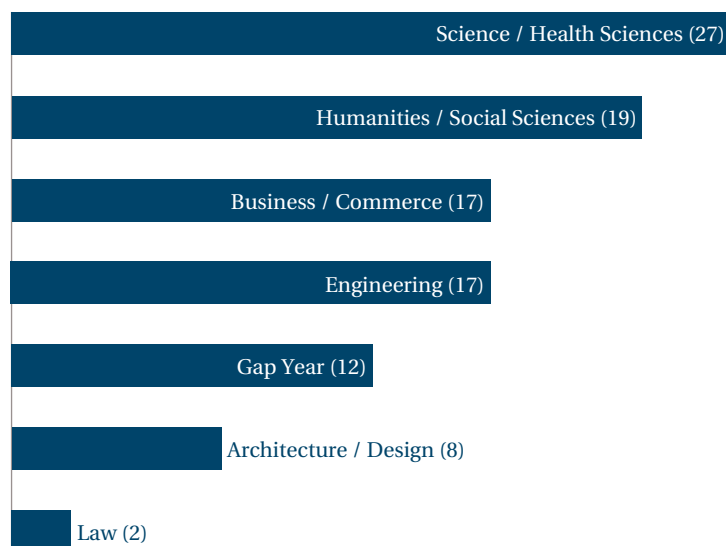 Science / Health Sciences (27)
Humanities / Social Sciences (19)
Business / Commerce (17)
Engineering (17)
Gap Year (12)
Architecture / Design (8)
Law (2)